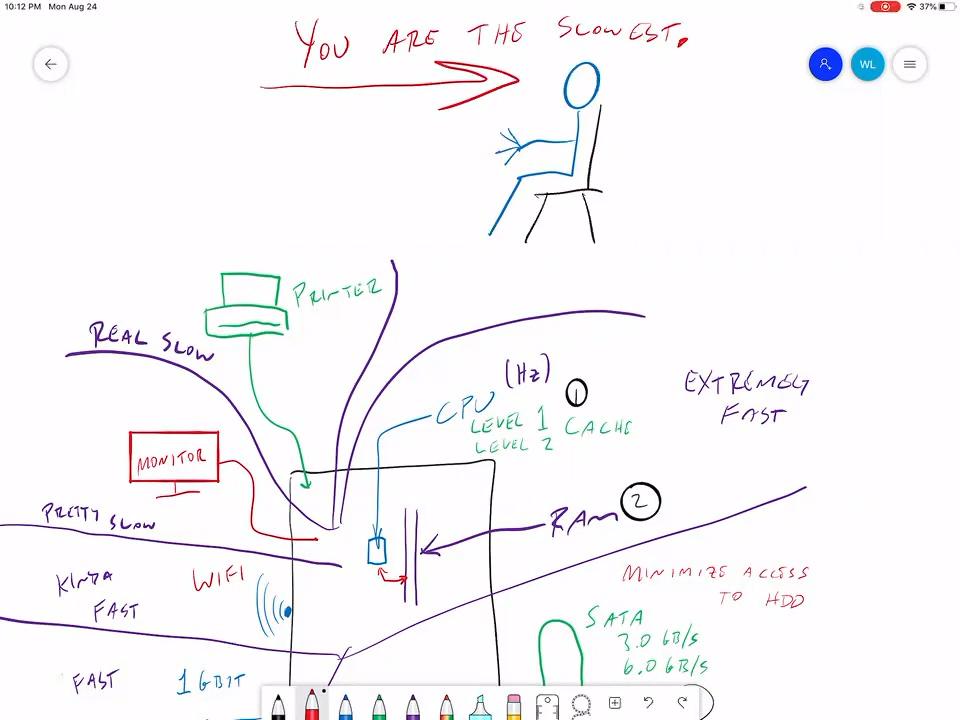 10:12 PM Mon Aug 24
37%
YOU ARE THE SLOWEST.
WL
PRINTER
REAL SLOW
(Hz)
1
CPU
LEVEL 1 CACHE
LEVEL 2
EXTREMELY
FAST
MONITOR
2
RAM
PRETTY SLOW
KINDA
FAST
WIFI
MINIMIZE ACCESS
TO HDD
SATA
3.0 GB/S
6.0 GB/S
FAST
1 GBIT